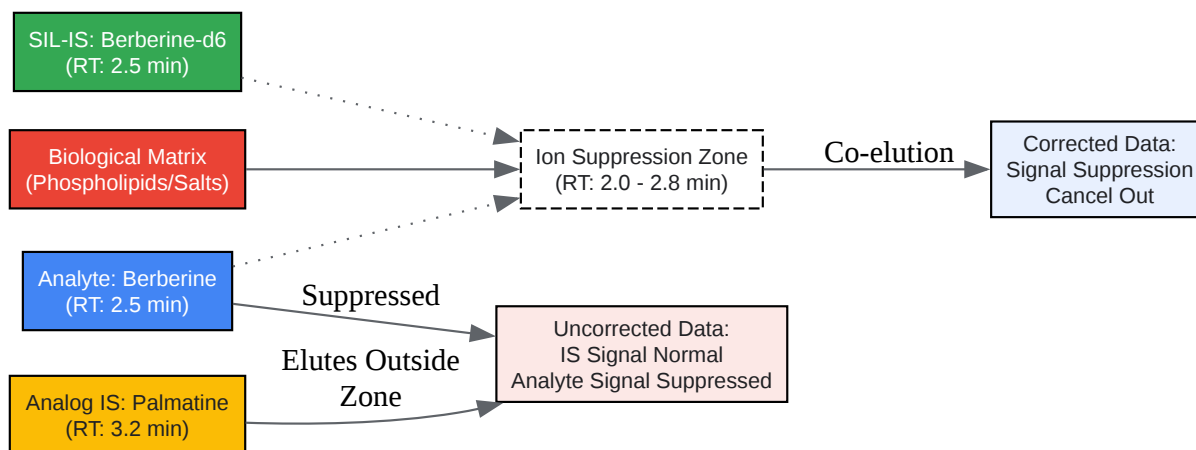 SIL-IS: Berberine-d6
(RT: 2.5 min)
Biological Matrix
(Phospholipids/Salts)
Ion Suppression Zone
(RT: 2.0 - 2.8 min)
Co-elution
Corrected Data:
Signal Suppression
Cancel Out
Analyte: Berberine
(RT: 2.5 min)
Suppressed
Uncorrected Data:
IS Signal Normal
Analyte Signal Suppressed
Elutes Outside
Zone
Analog IS: Palmatine
(RT: 3.2 min)